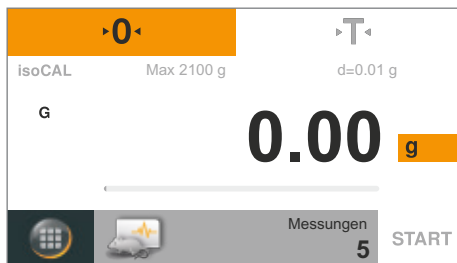 ▸0◂ ▸T◂
isoCAL Max 2100 g d=0.01 g
G
0.00 g
Messungen
5 START